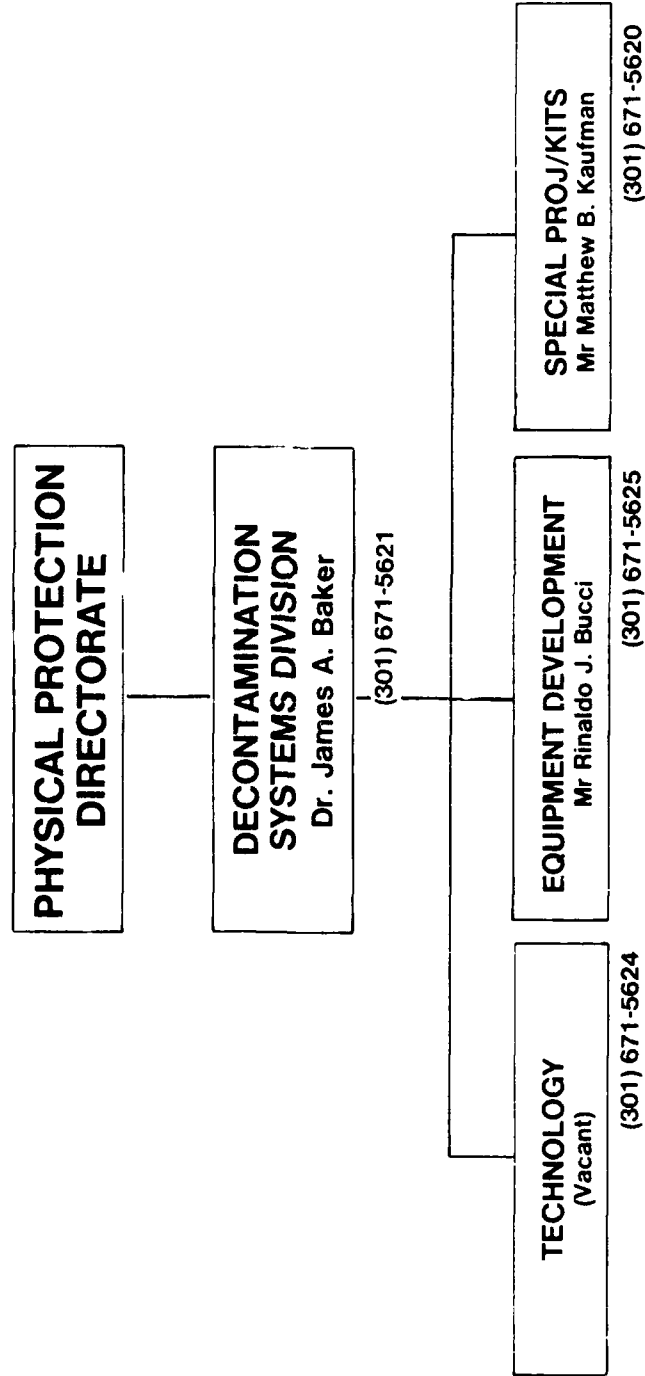 PHYSICAL PROTECTION
DIRECTORATE
DECONTAMINATION
SYSTEMS DIVISION
Dr. James A. Baker
(301) 671-5621
TECHNOLOGY
(Vacant)
(301) 671-5624
EQUIPMENT DEVELOPMENT
Mr Rinaldo J. Bucci
(301) 671-5625
SPECIAL PROJ/KITS
Mr Matthew B. Kaufman
(301) 671-5620